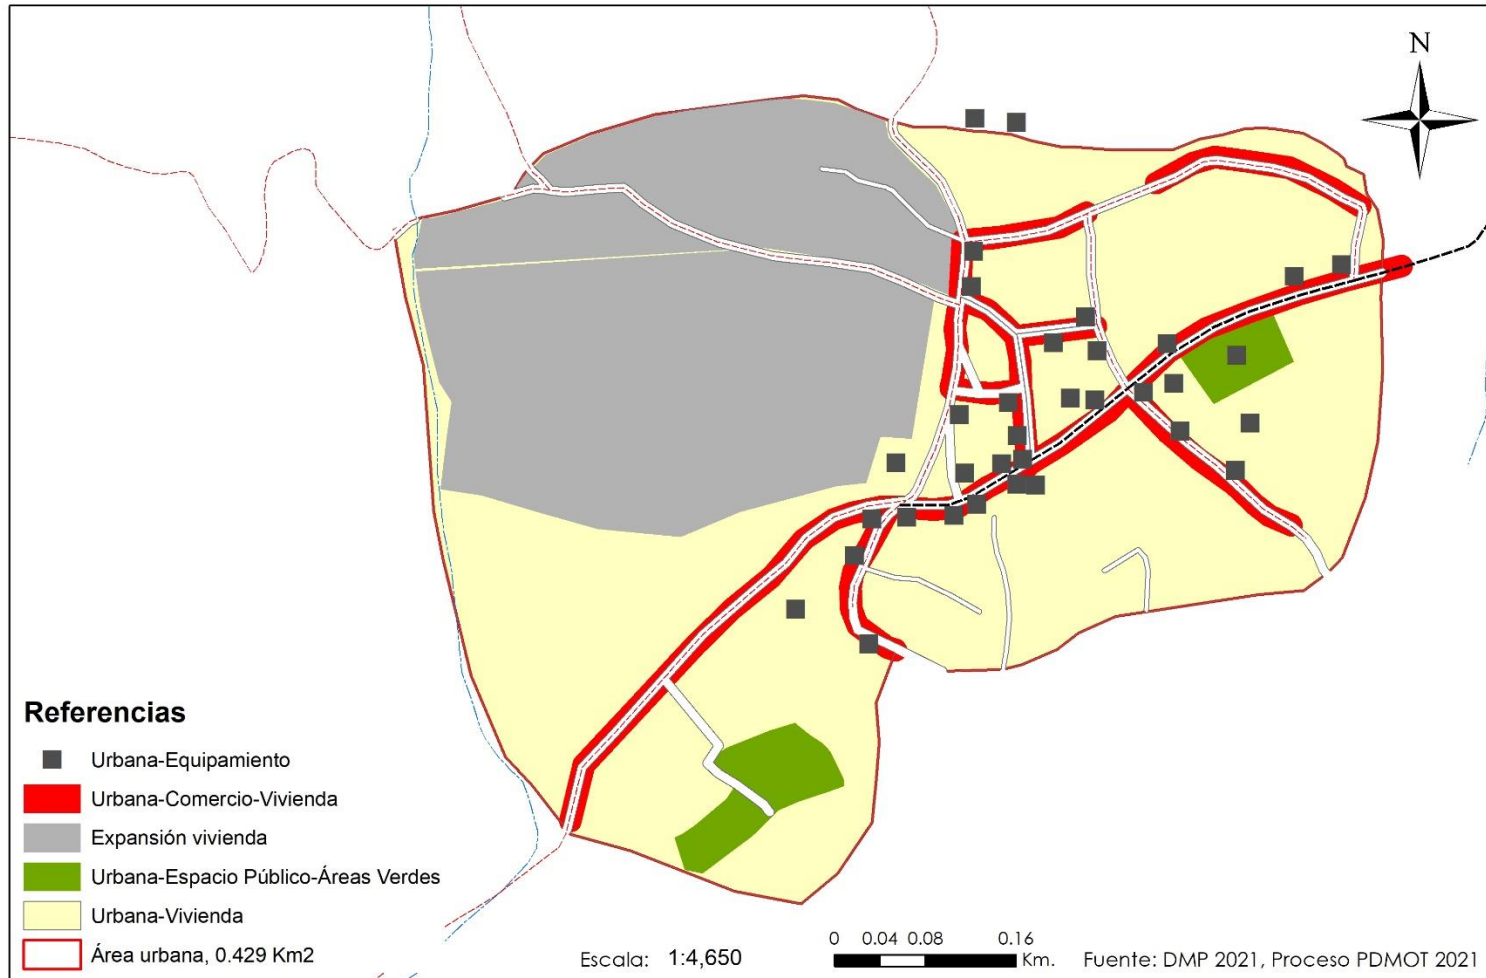 N
Referencias
Urbana-Equipamiento
Urbana-Comercio-Vivienda
Expansión vivienda
Urbana-Espacio Público-Áreas Verdes
Urbana-Vivienda
Área urbana, 0.429 Km2
Escala: 1:4,650
0 0.04 0.08 0.16
Km.
Fuente: DMP 2021, Proceso PDMOT 2021